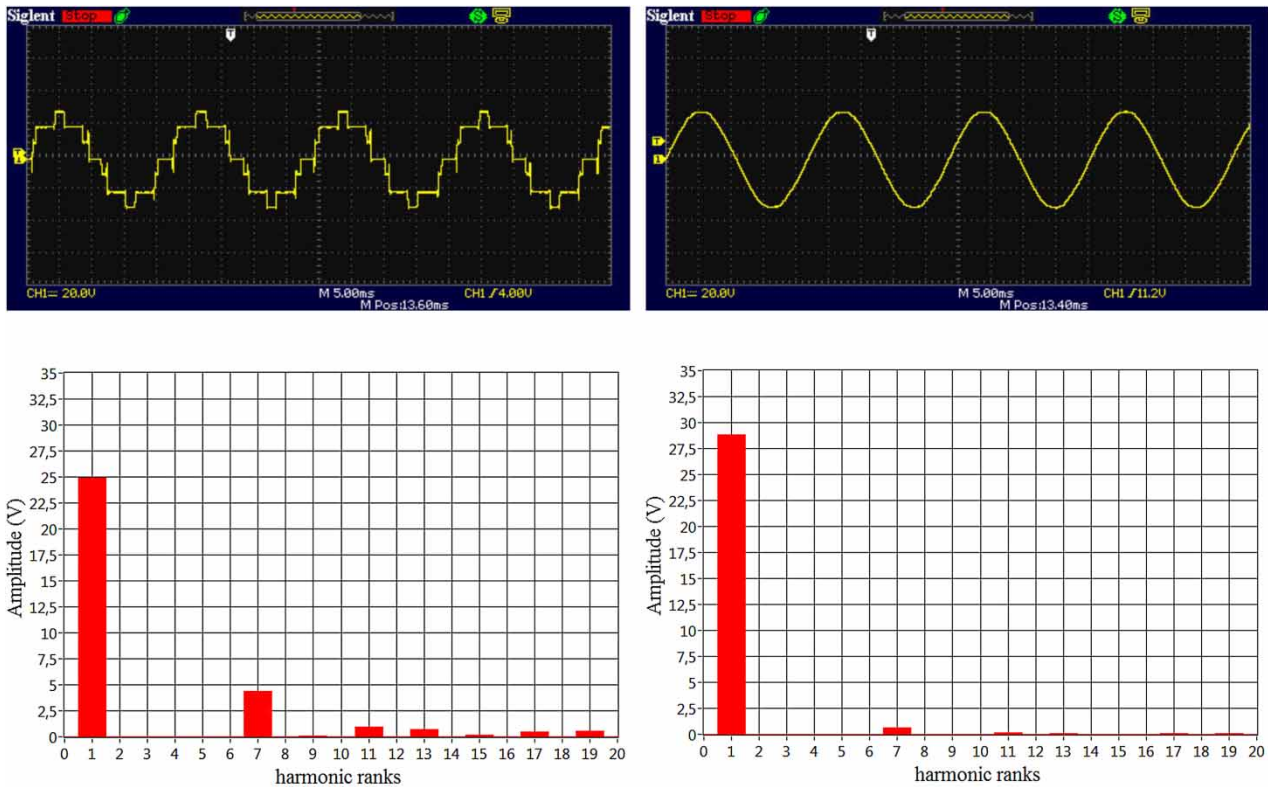 Siglent Stop T S
T
T
1
CH1 20.0V M 5.00ms CH1 4.00V
M Pos:13.60ms
Siglent Stop T S
T
T
1
CH1 20.0V M 5.00ms CH1 11.2V
M Pos:13.40ms
35
32,5
30
27,5
25
22,5
20
17,5
15
12,5
10
7,5
5
2,5
0
Amplitude (V)
0 1 2 3 4 5 6 7 8 9 10 11 12 13 14 15 16 17 18 19 20
harmonic ranks
35
32,5
30
27,5
25
22,5
20
17,5
15
12,5
10
7,5
5
2,5
0
Amplitude (V)
0 1 2 3 4 5 6 7 8 9 10 11 12 13 14 15 16 17 18 19 20
harmonic ranks